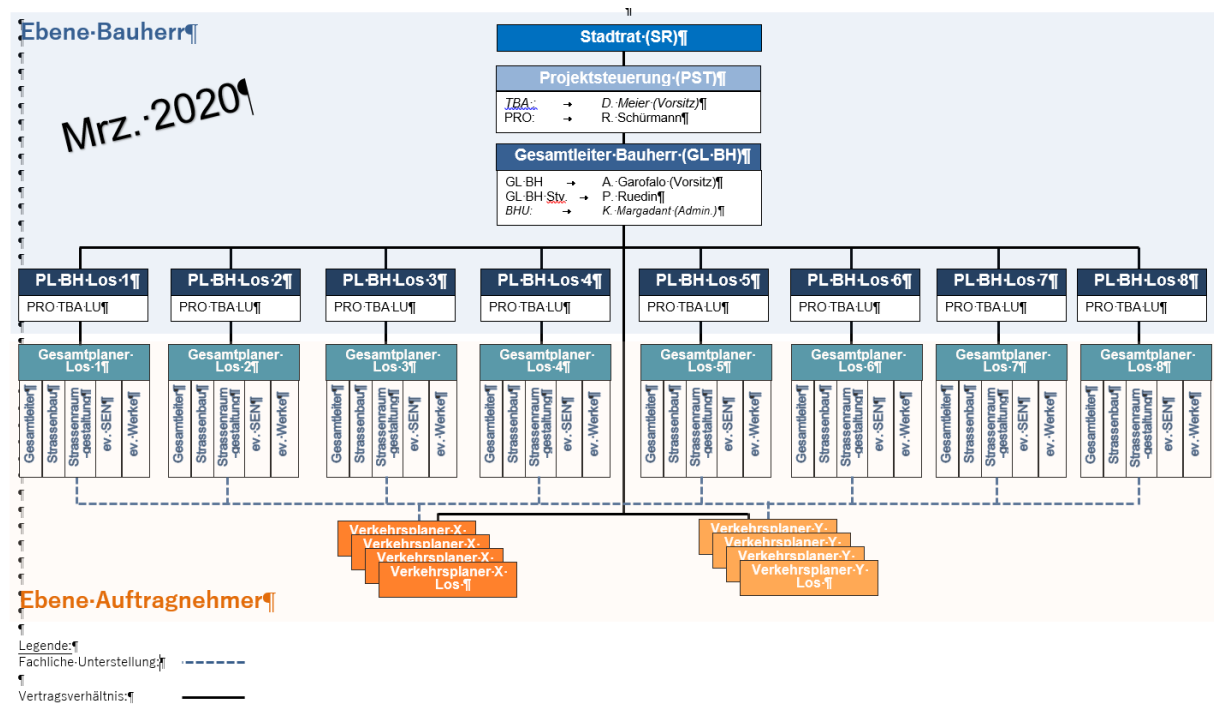 Ebene Bauherr
Mrz. 2020
Stadtrat (SR)
Projektsteuerung (PST)
TBA: → D. Meier (Vorsitz)
PRO: → R. Schürmann
Gesamtleiter Bauherr (GL BH)
GL BH → A. Garofalo (Vorsitz)
GL BH Stv. → P. Ruedin
BHU: → K. Margadant (Admin.)
PL BH Los 1
PRO TBA LU
PL BH Los 2
PRO TBA LU
PL BH Los 3
PRO TBA LU
PL BH Los 4
PRO TBA LU
PL BH Los 5
PRO TBA LU
PL BH Los 6
PRO TBA LU
PL BH Los 7
PRO TBA LU
PL BH Los 8
PRO TBA LU
Gesamtplaner
Los 1
Gesamtleiter
Strassenbau
Strassenraum
-gestaltung
ev. SEN
ev. Werke
Gesamtplaner
Los 2
Gesamtleiter
Strassenbau
Strassenraum
-gestaltung
ev. SEN
ev. Werke
Gesamtplaner
Los 3
Gesamtleiter
Strassenbau
Strassenraum
-gestaltung
ev. SEN
ev. Werke
Gesamtplaner
Los 4
Gesamtleiter
Strassenbau
Strassenraum
-gestaltung
ev. SEN
ev. Werke
Gesamtplaner
Los 5
Gesamtleiter
Strassenbau
Strassenraum
-gestaltung
ev. SEN
ev. Werke
Gesamtplaner
Los 6
Gesamtleiter
Strassenbau
Strassenraum
-gestaltung
ev. SEN
ev. Werke
Gesamtplaner
Los 7
Gesamtleiter
Strassenbau
Strassenraum
-gestaltung
ev. SEN
ev. Werke
Gesamtplaner
Los 8
Gesamtleiter
Strassenbau
Strassenraum
-gestaltung
ev. SEN
ev. Werke
Verkehrsplaner X
Verkehrsplaner X
Verkehrsplaner X
Verkehrsplaner X
Los
Verkehrsplaner Y
Verkehrsplaner Y
Verkehrsplaner Y
Verkehrsplaner Y
Los
Ebene Auftragnehmer
Legende:
Fachliche Unterstellung:
Vertragsverhältnis: